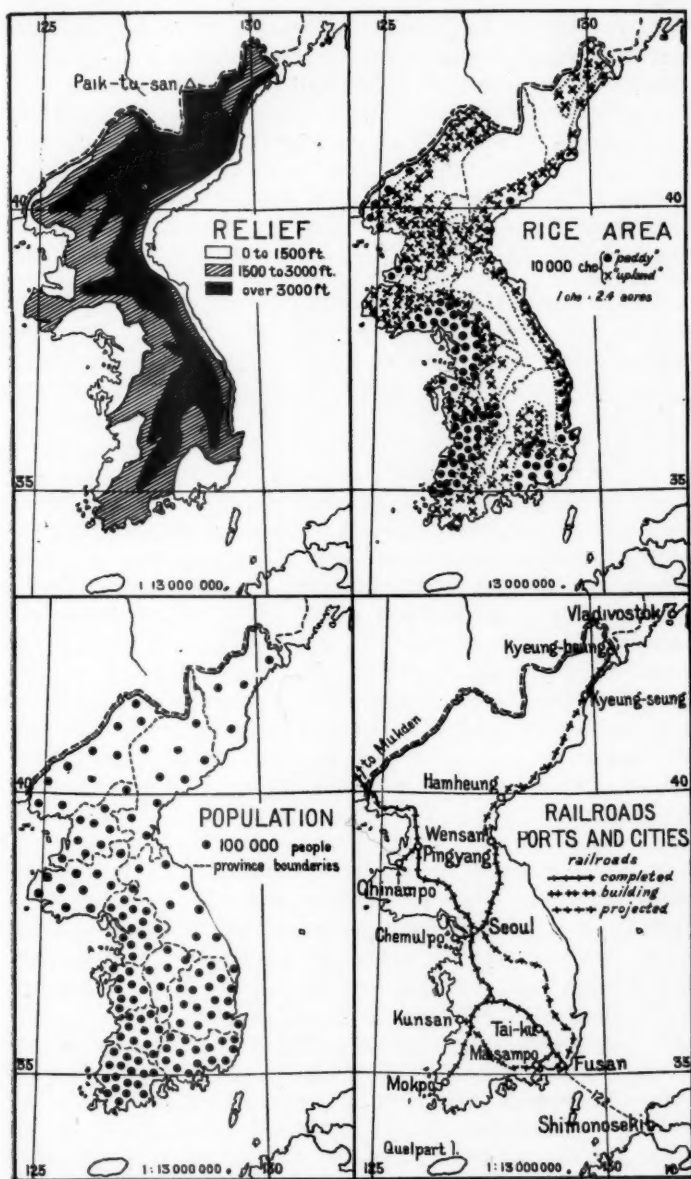 125
130
Paik-tu-san
40
RELIEF
0 to 1500 ft.
1500 to 3000 ft.
over 3000 ft.
35
1:13 000 000
125
130
40
RICE AREA
10 000 cho
"paddy"
"upland"
1 cho = 2.4 acres
35
13 000 000
40
POPULATION
100 000 people
province bounderies
35
125
1:13 000 000
130
Vladivostok
Kyeung-heung
Kyeung-seung
to Mukden
40
Hamheung
40
RAILROADS
PORTS AND CITIES
railroads
completed
building
projected
Wensan
Pingyang
Chinampo
Seoul
Chemulpo
Kunsan
Tai-ku
Masampo
Fusan
35
Mokpo
122
Shimonoseki
Quelpart I.
125
1:13 000 000
130